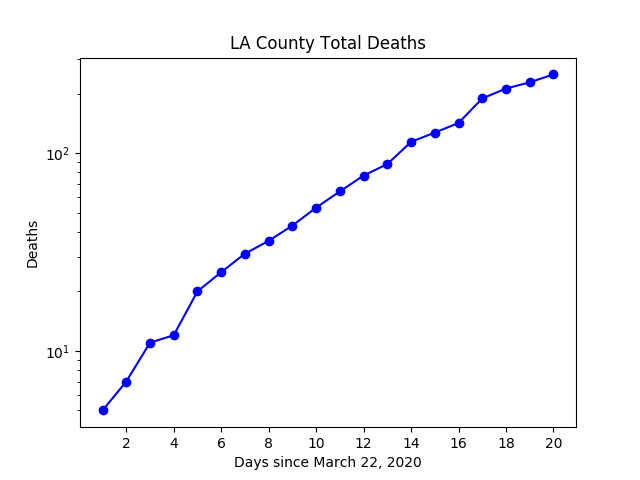 LA County Total Deaths
Deaths
10²
10¹
2 4 6 8 10 12 14 16 18 20
Days since March 22, 2020